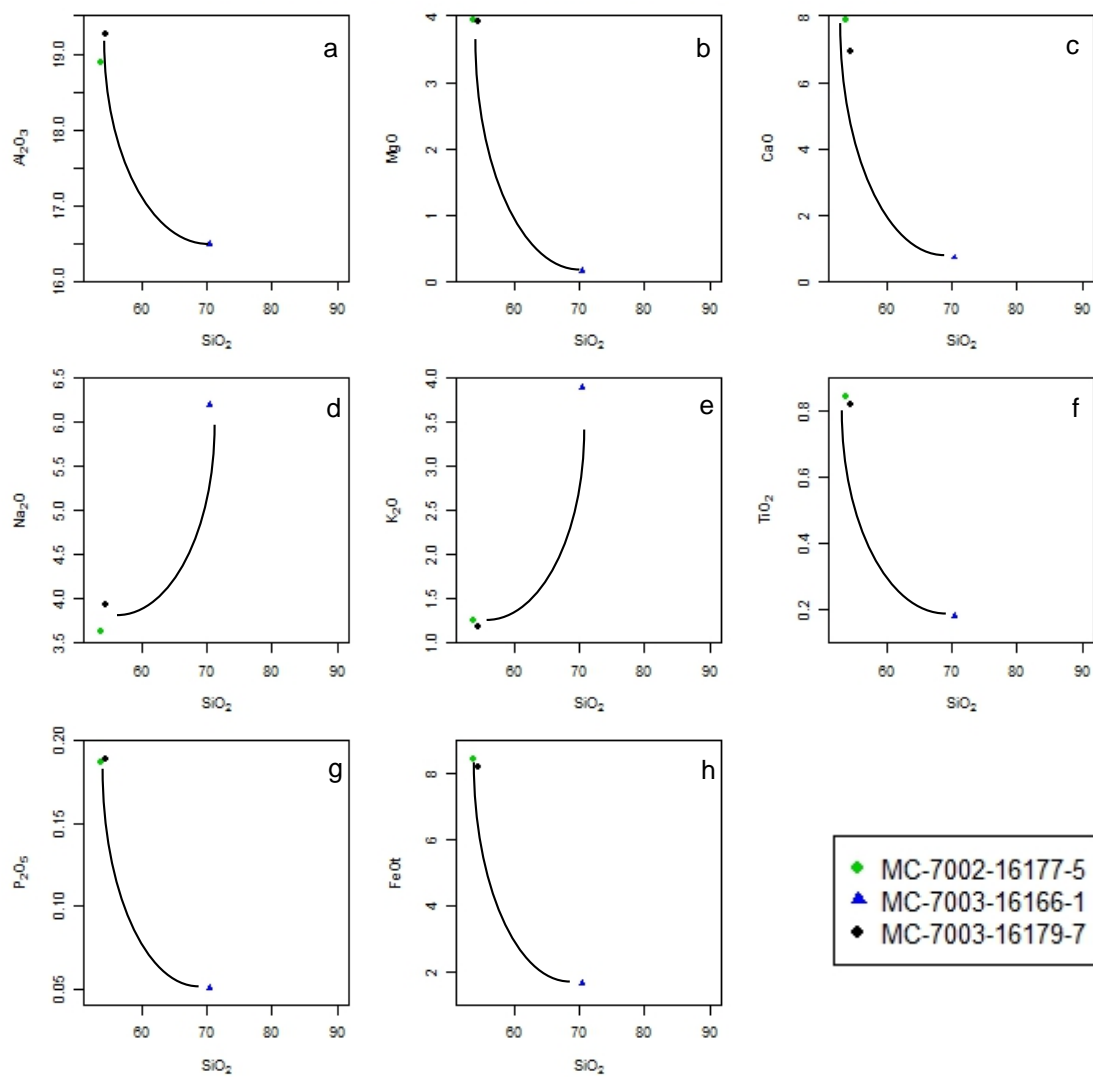 a
Al₂O₃
16.0 17.0 18.0 19.0
60 70 80 90
SiO₂
b
MgO
0 1 2 3 4
60 70 80 90
SiO₂
c
CaO
0 2 4 6 8
60 70 80 90
SiO₂
d
Na₂O
3.5 4.0 4.5 5.0 5.5 6.0 6.5
60 70 80 90
SiO₂
e
K₂O
1.0 1.5 2.0 2.5 3.0 3.5 4.0
60 70 80 90
SiO₂
f
TiO₂
0.2 0.4 0.6 0.8
60 70 80 90
SiO₂
g
P₂O₅
0.05 0.10 0.15 0.20
60 70 80 90
SiO₂
h
FeOt
2 4 6 8
60 70 80 90
SiO₂
MC-7002-16177-5
MC-7003-16166-1
MC-7003-16179-7